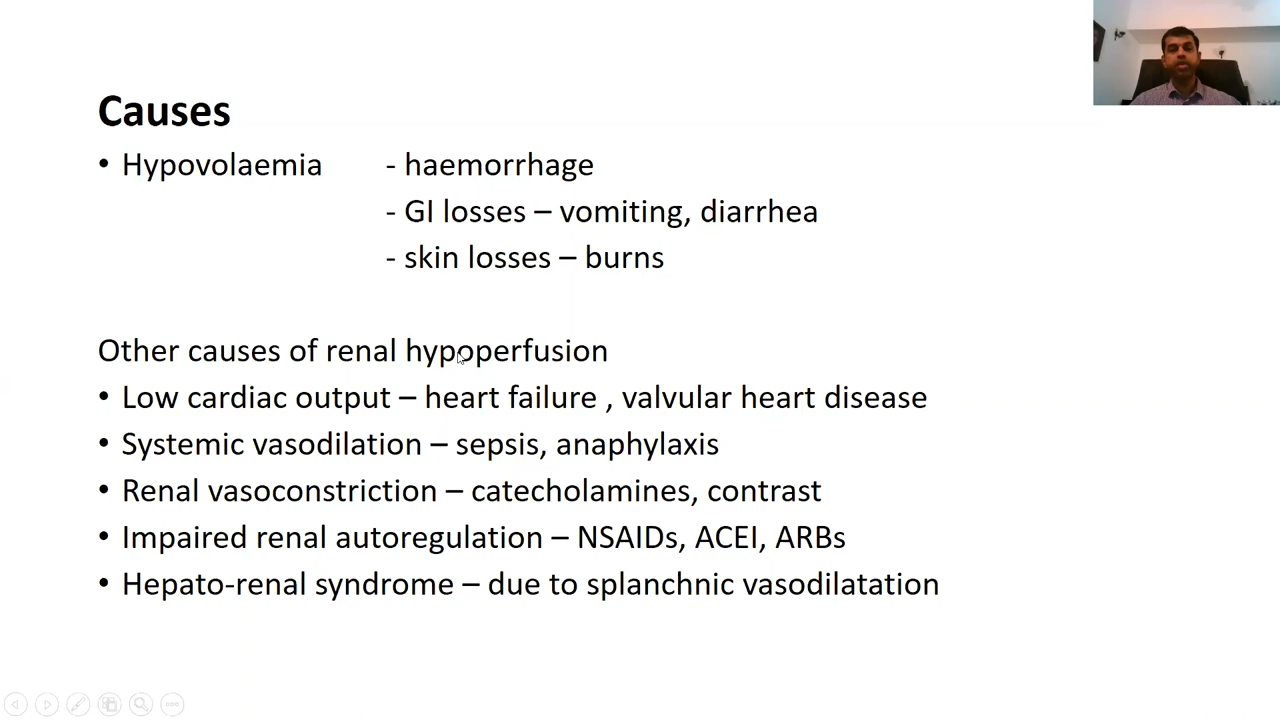 Causes
• Hypovolaemia - haemorrhage
- GI losses – vomiting, diarrhea
- skin losses – burns
Other causes of renal hypoperfusion
• Low cardiac output – heart failure , valvular heart disease
• Systemic vasodilation – sepsis, anaphylaxis
• Renal vasoconstriction – catecholamines, contrast
• Impaired renal autoregulation – NSAIDs, ACEI, ARBs
• Hepato-renal syndrome – due to splanchnic vasodilatation